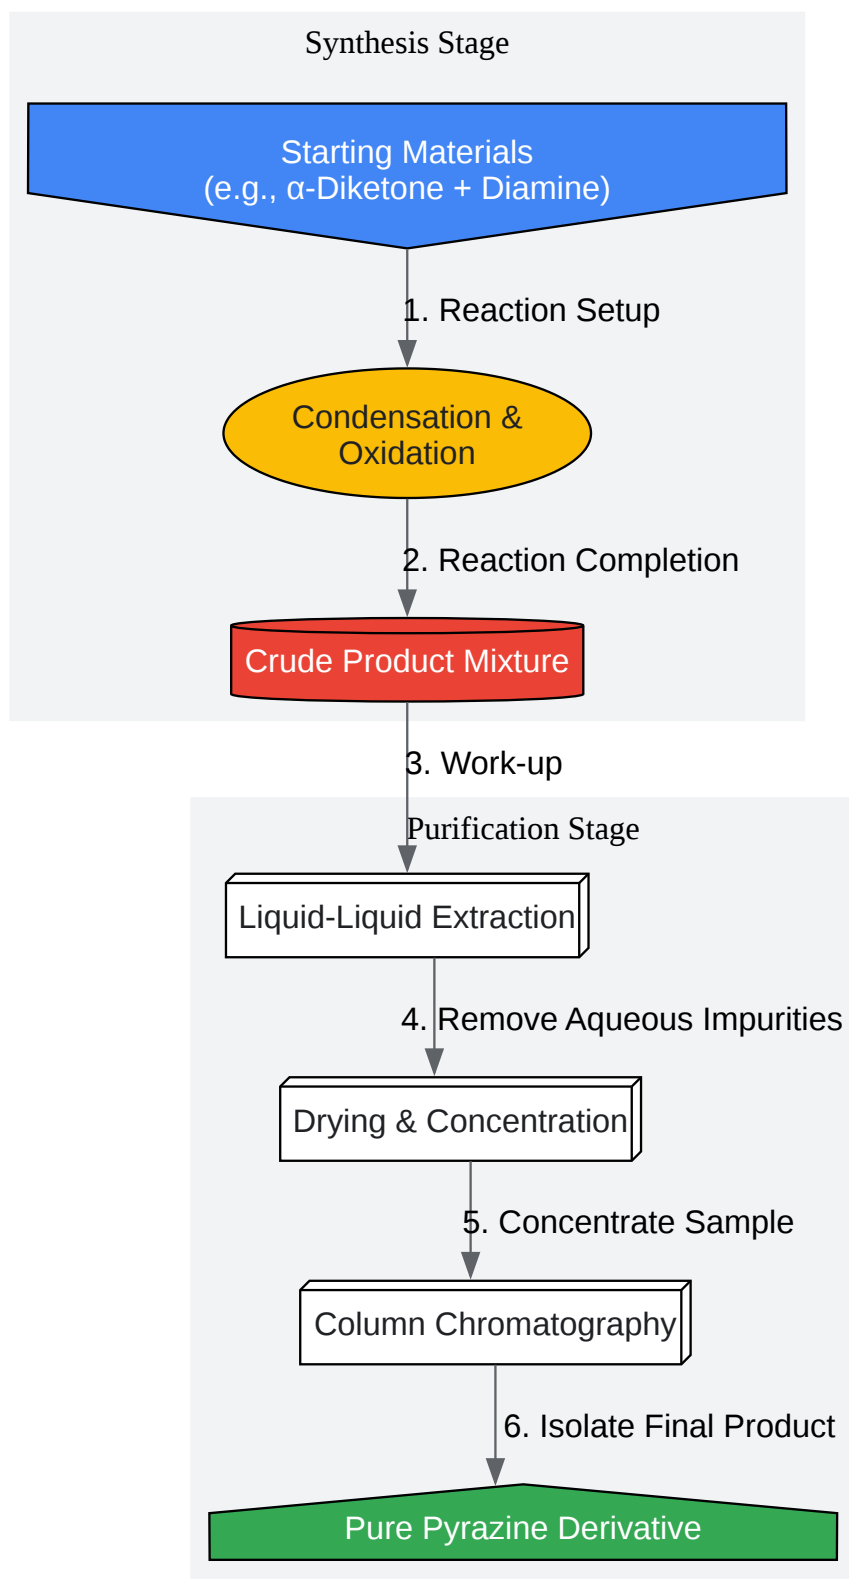 Synthesis Stage
Starting Materials
(e.g., α-Diketone + Diamine)
1. Reaction Setup
Condensation &
Oxidation
2. Reaction Completion
Crude Product Mixture
3. Work-up
Purification Stage
Liquid-Liquid Extraction
4. Remove Aqueous Impurities
Drying & Concentration
5. Concentrate Sample
Column Chromatography
6. Isolate Final Product
Pure Pyrazine Derivative